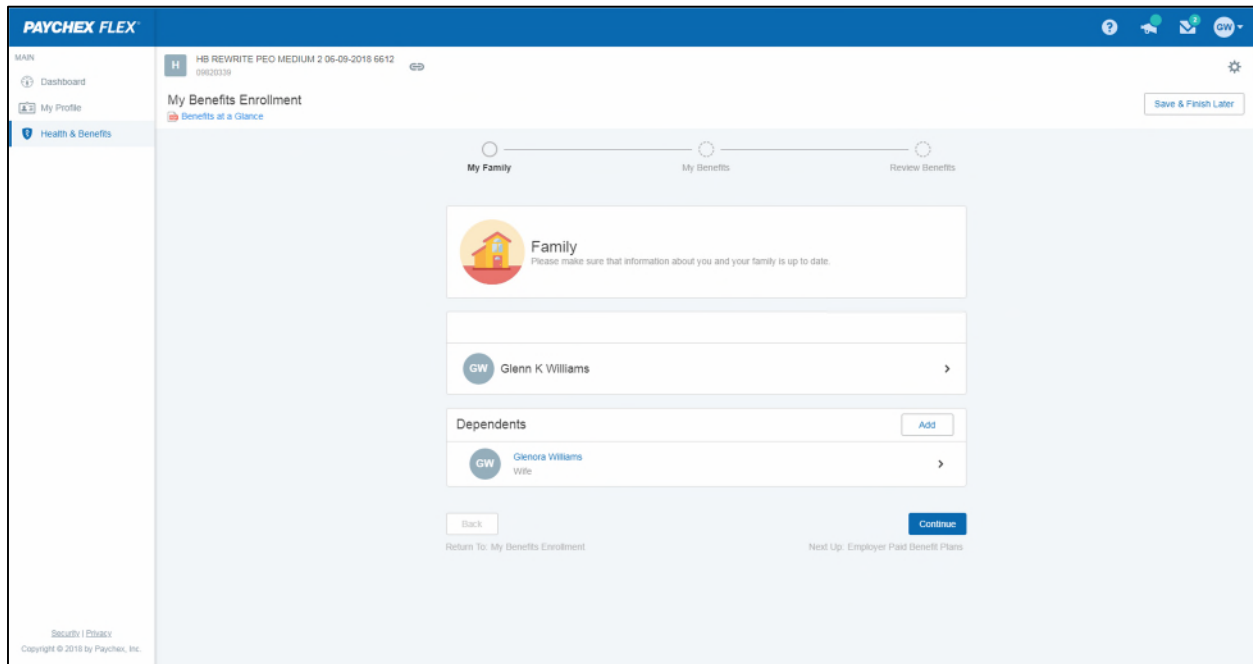 PAYCHEX FLEX®
2
GW
MAIN
Dashboard
My Profile
Health & Benefits
H
HB REWRITE PEO MEDIUM 2 06-09-2018 6612
09820339
My Benefits Enrollment
Benefits at a Glance
Save & Finish Later
My Family
My Benefits
Review Benefits
Family
Please make sure that information about you and your family is up to date.
GW Glenn K Williams
Dependents
Add
GW
Glenora Williams
Wife
Back
Continue
Return To: My Benefits Enrollment
Next Up: Employer Paid Benefit Plans
Security | Privacy
Copyright © 2018 by Paychex, Inc.